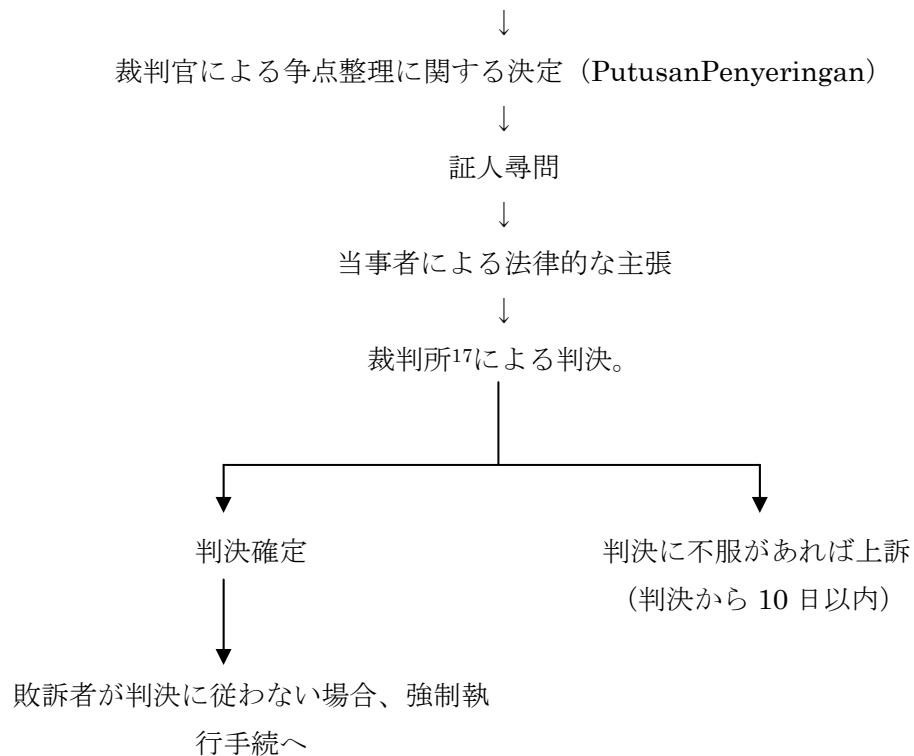 ↓
裁判官による争点整理に関する決定（PutusanPenyeringan）
↓
証人尋問
↓
当事者による法律的な主張
↓
裁判所17による判決。
判決確定
判決に不服があれば上訴
（判決から 10 日以内）
敗訴者が判決に従わない場合、強制執
行手続へ